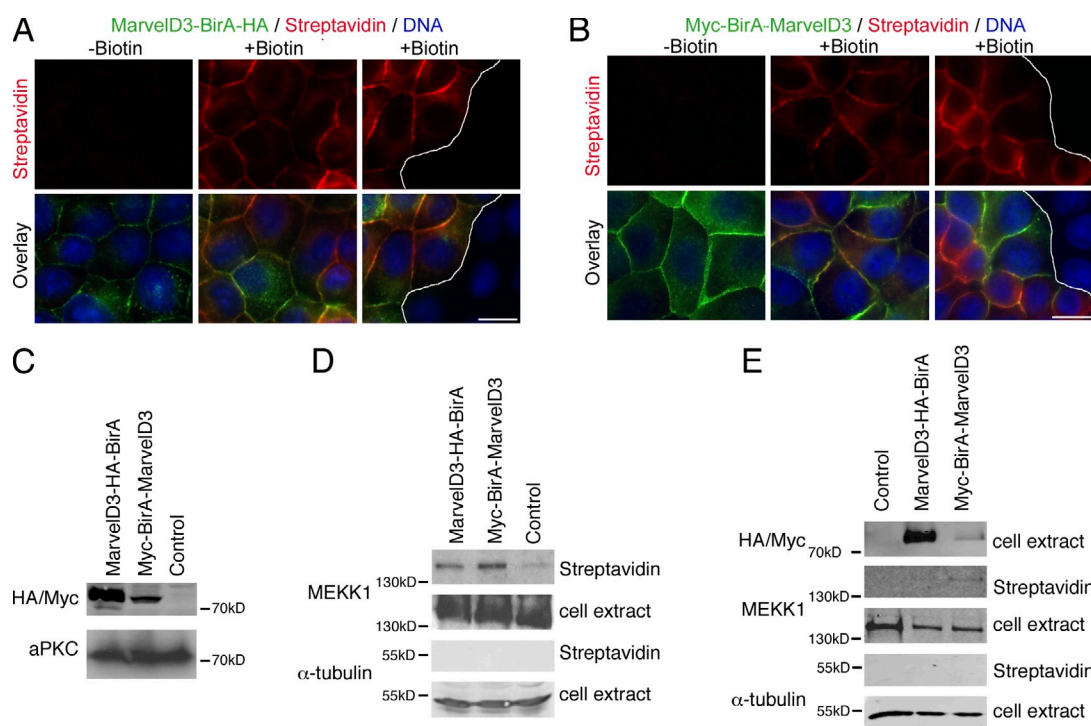 A
MarvelD3-BirA-HA / Streptavidin / DNA
-Biotin +Biotin +Biotin
Streptavidin
Overlay
B
Myc-BirA-MarvelD3 / Streptavidin / DNA
-Biotin +Biotin +Biotin
Streptavidin
Overlay
C
MarvelD3-HA-BirA
Myc-BirA-MarvelD3
Control
HA/Myc
-70kD
aPKC
-70kD
D
MarvelD3-HA-BirA
Myc-BirA-MarvelD3
Control
MEKK1
130kD
Streptavidin
130kD
cell extract
α-tubulin
55kD
Streptavidin
55kD
cell extract
E
Control
MarvelD3-HA-BirA
Myc-BirA-MarvelD3
HA/Myc
70kD
cell extract
MEKK1
130kD
Streptavidin
130kD
cell extract
α-tubulin
55kD
Streptavidin
55kD
cell extract